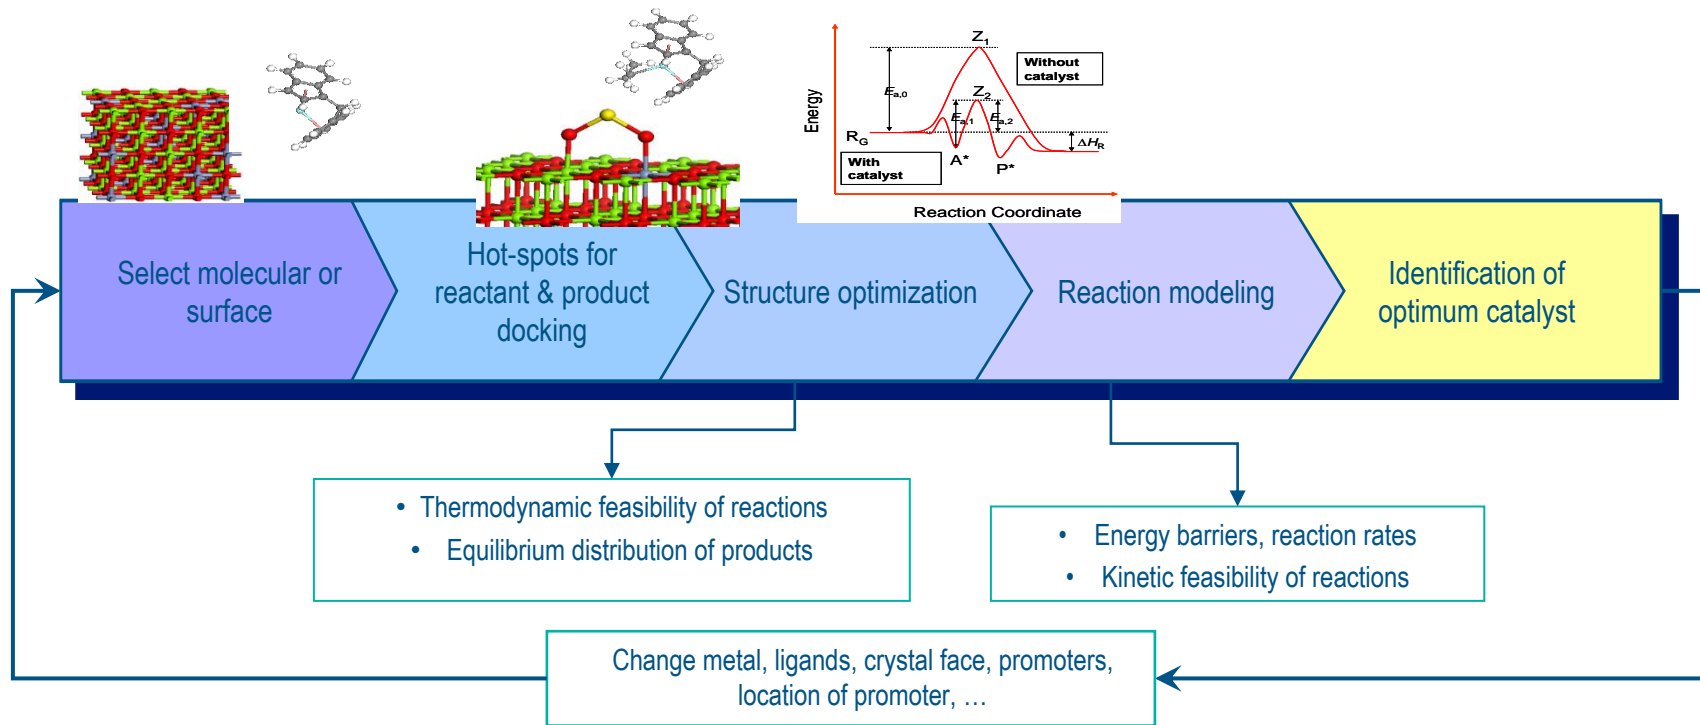 Z1
Without
catalyst
Ea,0
Z2
Ea,1
Ea,2
Energy
RG
ΔHR
With
catalyst
A*
P*
Reaction Coordinate
Select molecular or
surface
Hot-spots for
reactant & product
docking
Structure optimization
Reaction modeling
Identification of
optimum catalyst
• Thermodynamic feasibility of reactions
• Equilibrium distribution of products
• Energy barriers, reaction rates
• Kinetic feasibility of reactions
Change metal, ligands, crystal face, promoters,
location of promoter, …